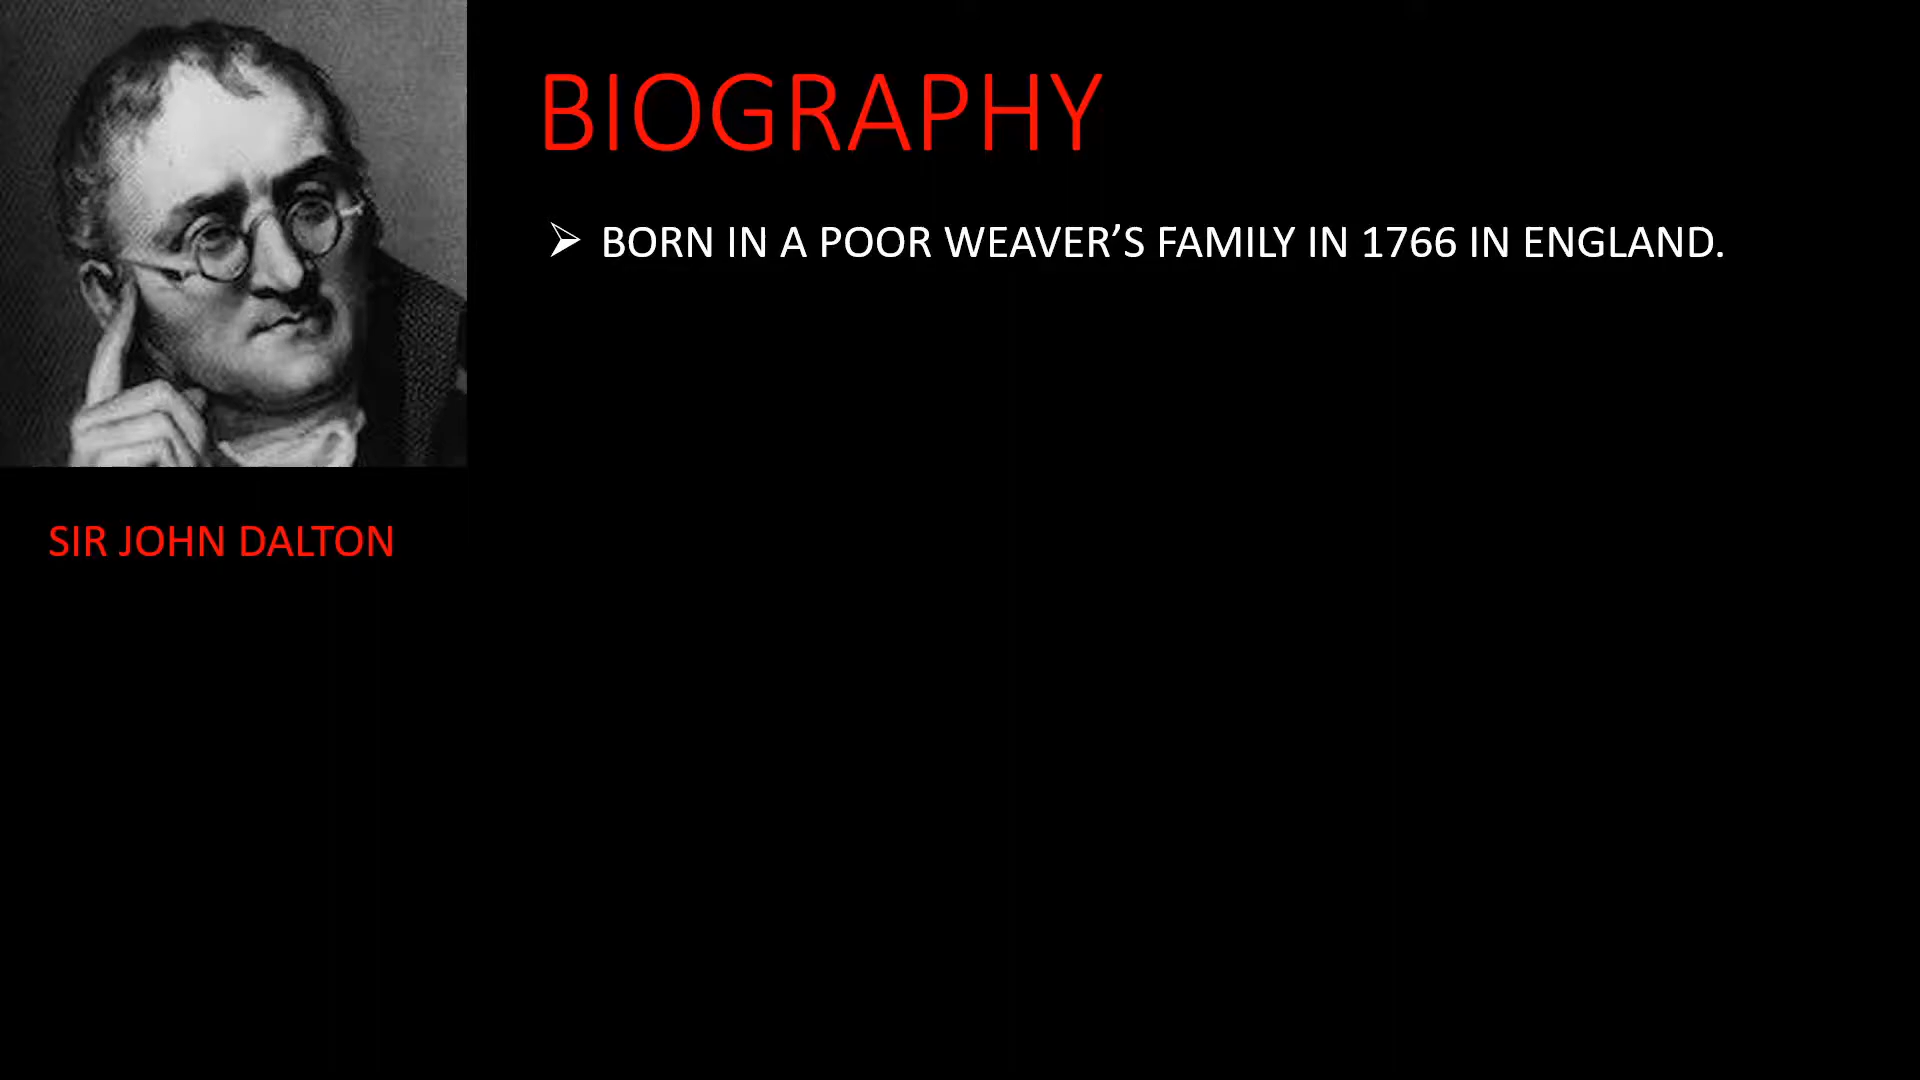 BIOGRAPHY
➢ BORN IN A POOR WEAVER’S FAMILY IN 1766 IN ENGLAND.
SIR JOHN DALTON